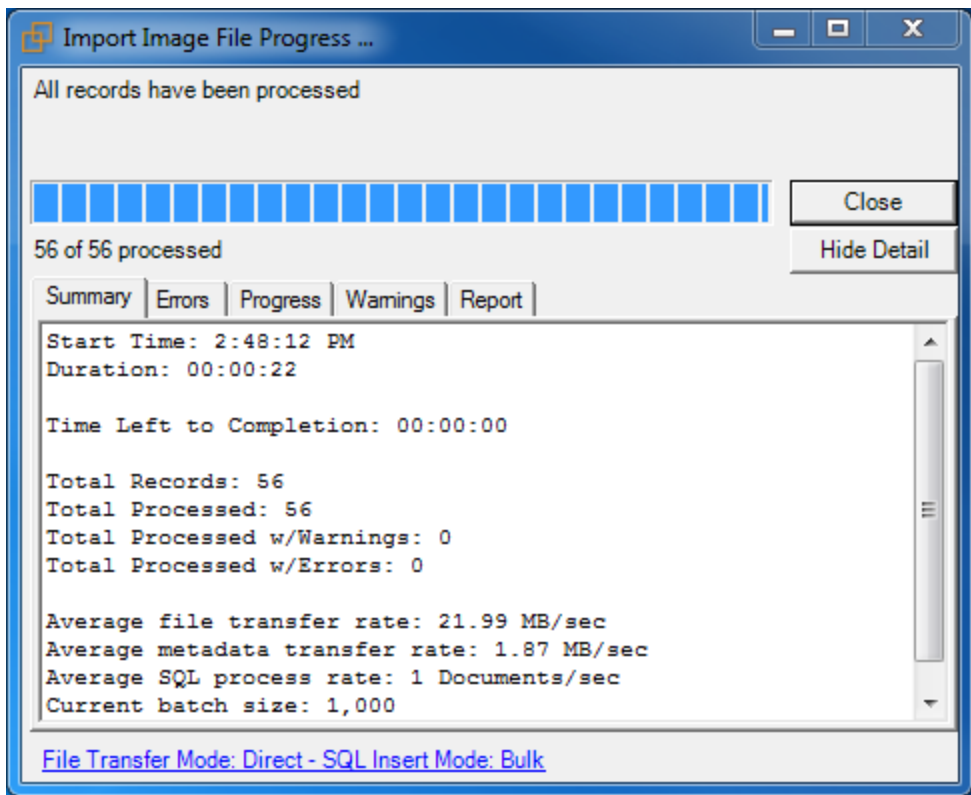 Import Image File Progress ...
All records have been processed
Close
56 of 56 processed
Hide Detail
Summary Errors Progress Warnings Report
Start Time: 2:48:12 PM
Duration: 00:00:22
Time Left to Completion: 00:00:00
Total Records: 56
Total Processed: 56
Total Processed w/Warnings: 0
Total Processed w/Errors: 0
Average file transfer rate: 21.99 MB/sec
Average metadata transfer rate: 1.87 MB/sec
Average SQL process rate: 1 Documents/sec
Current batch size: 1,000
File Transfer Mode: Direct - SQL Insert Mode: Bulk